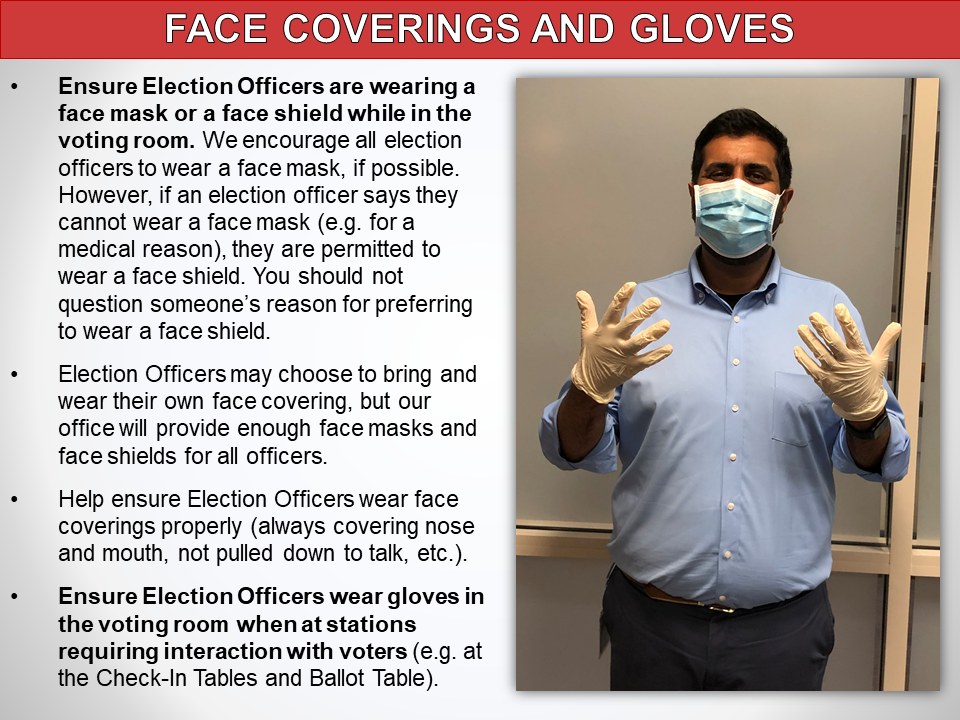 FACE COVERINGS AND GLOVES
• Ensure Election Officers are wearing a
face mask or a face shield while in the
voting room. We encourage all election
officers to wear a face mask, if possible.
However, if an election officer says they
cannot wear a face mask (e.g. for a
medical reason), they are permitted to
wear a face shield. You should not
question someone’s reason for preferring
to wear a face shield.
• Election Officers may choose to bring and
wear their own face covering, but our
office will provide enough face masks and
face shields for all officers.
• Help ensure Election Officers wear face
coverings properly (always covering nose
and mouth, not pulled down to talk, etc.).
• Ensure Election Officers wear gloves in
the voting room when at stations
requiring interaction with voters (e.g. at
the Check-In Tables and Ballot Table).